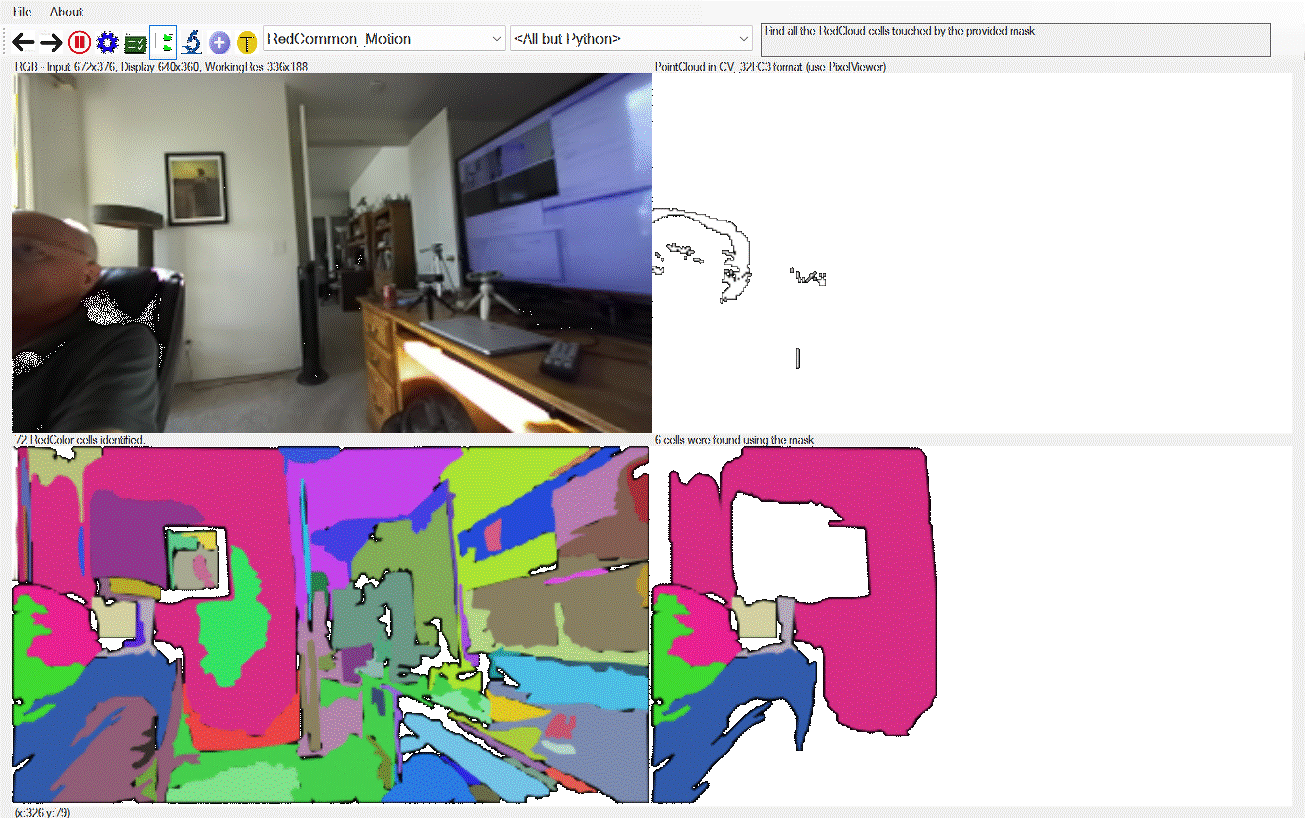 File About
RedCommon_Motion
<All but Python>
Find all the RedCloud cells touched by the provided mask
RGB - Input 672x376, Display 640x360, WorkingRes 336x188
PointCloud in CV_32FC3 format (use PixelViewer)
72 RedColor cells identified.
6 cells were found using the mask
(x:326 y:79)